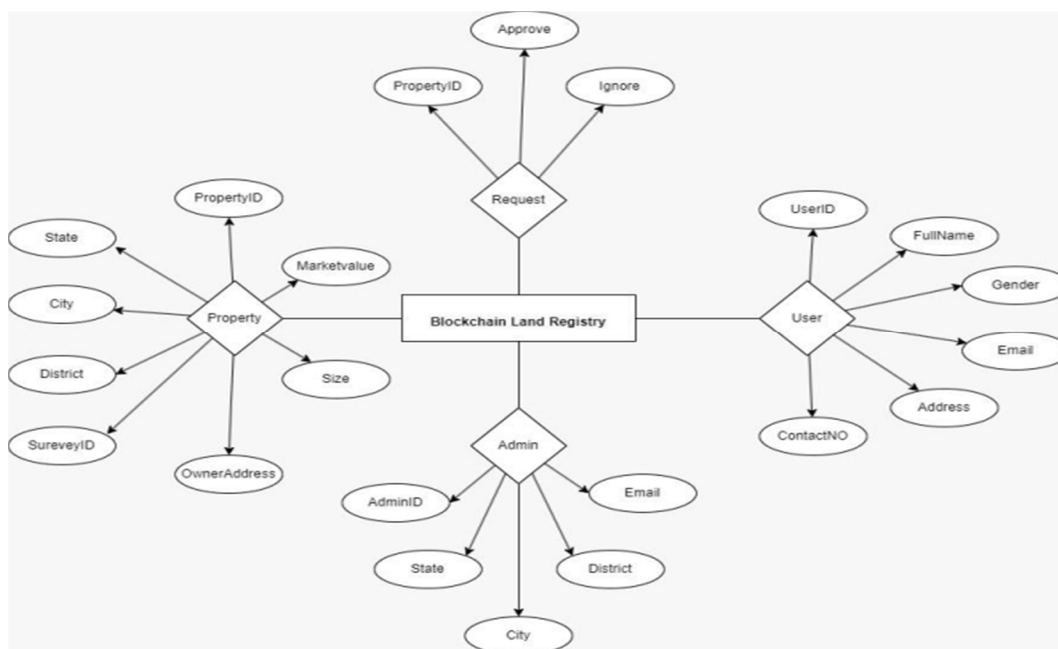 Approve
PropertyID
Ignore
Request
PropertyID
State
Marketvalue
City
Property
District
Size
SureveyID
OwnerAddress
Blockchain Land Registry
UserID
FullName
Gender
User
Email
Address
ContactNO
Admin
AdminID
Email
State
District
City